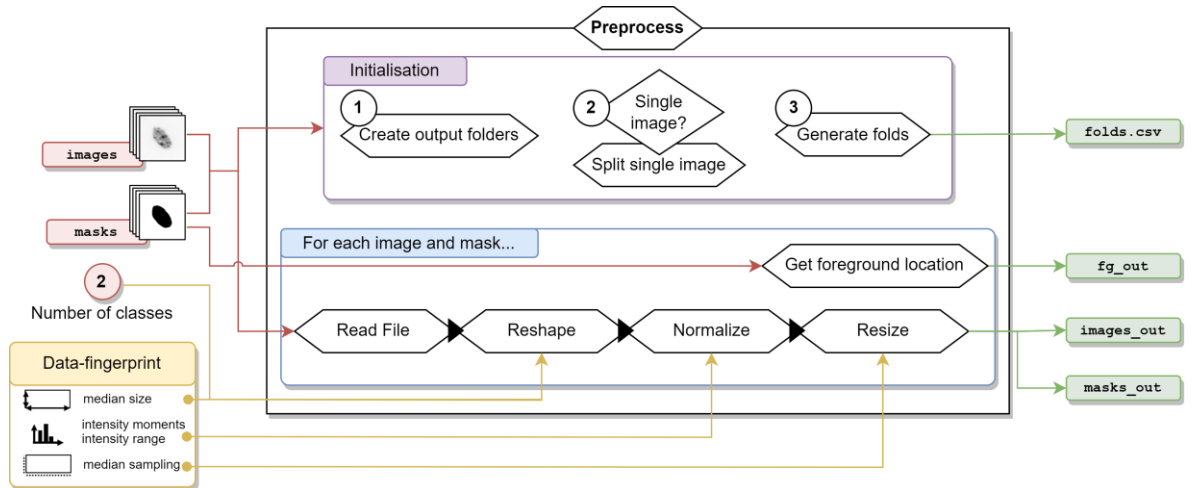 Preprocess
Initialisation
1
Create output folders
2
Single
image?
Split single image
3
Generate folds
folds.csv
images
masks
For each image and mask...
Get foreground location
fg_out
2
Number of classes
Read File
Reshape
Normalize
Resize
images_out
masks_out
Data-fingerprint
median size
intensity moments
intensity range
median sampling